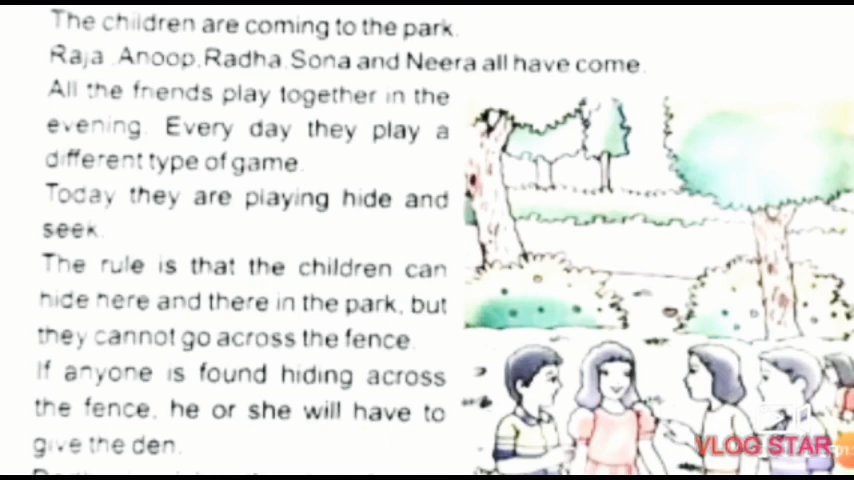 The children are coming to the park.
Raja, Anoop, Radha, Sona and Neera all have come.
All the friends play together in the
evening. Every day they play a
different type of game.
Today they are playing hide and
seek.
The rule is that the children can
hide here and there in the park, but
they cannot go across the fence.
If anyone is found hiding across
the fence, he or she will have to
give the den.
VLOG STAR